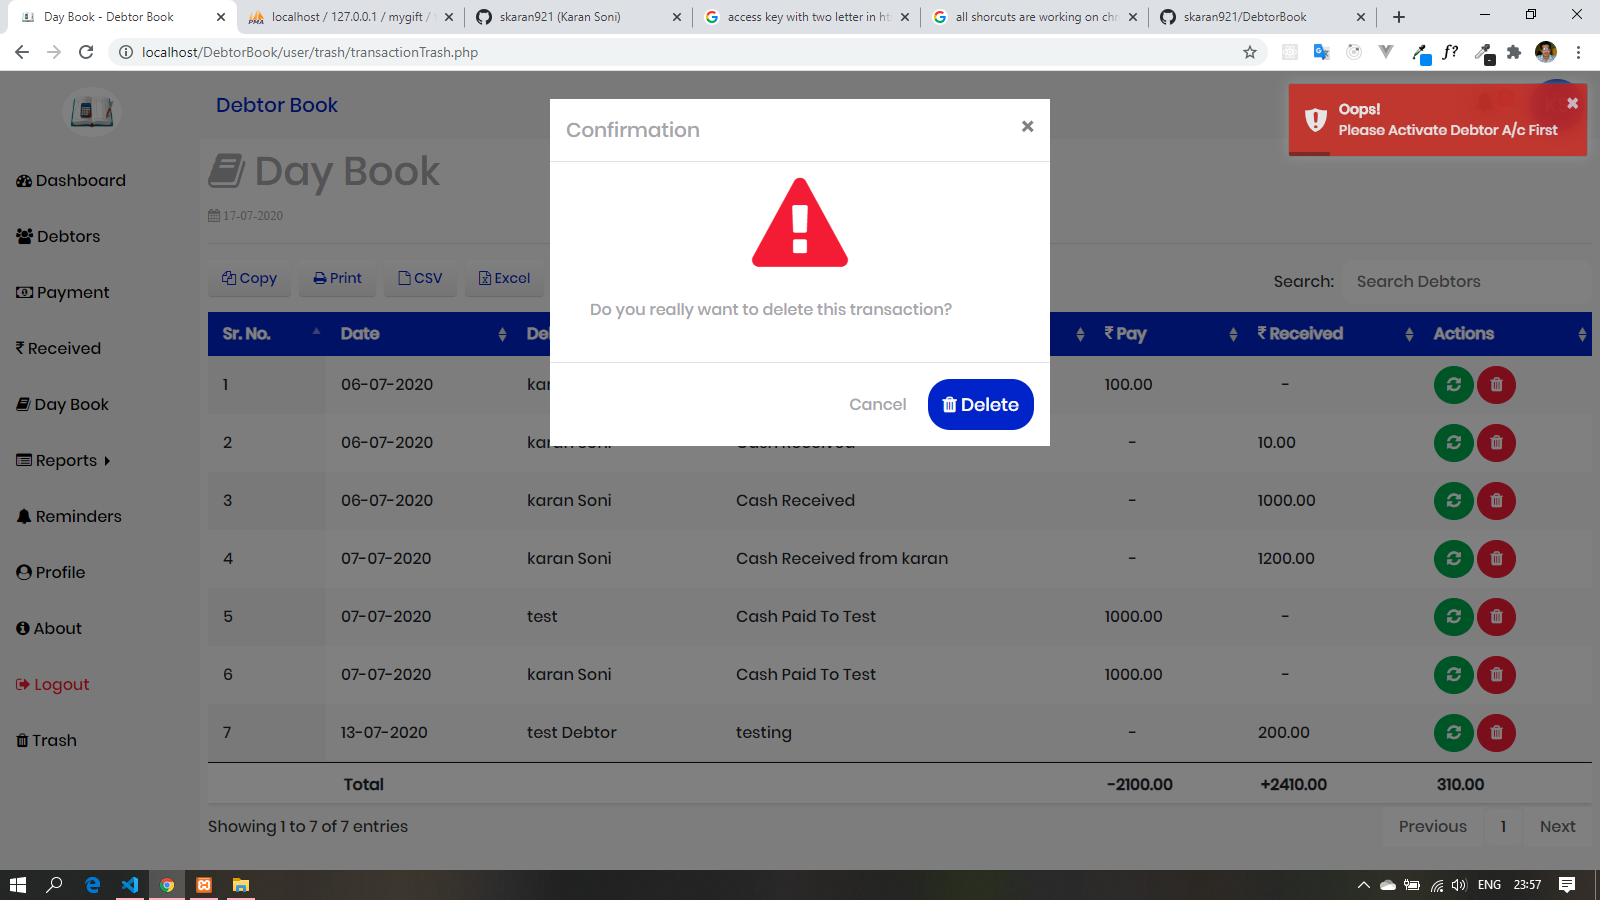 Day Book - Debtor Book
localhost / 127.0.0.1 / mygift /
skaran921 (Karan Soni)
access key with two letter in ht
all shorcuts are working on chr
skaran921/DebtorBook
localhost/DebtorBook/user/trash/transactionTrash.php
Debtor Book
Confirmation
Oops!
Please Activate Debtor A/c First
Dashboard
Debtors
Payment
₹ Received
Day Book
Reports
Reminders
Profile
About
Logout
Trash
Day Book
17-07-2020
Copy Print CSV Excel
Search: Search Debtors
Do you really want to delete this transaction?
Cancel Delete
Sr. No. Date De ₹ Pay ₹ Received Actions
1 06-07-2020 kar 100.00 -
2 06-07-2020 karan Soni Cash Received - 10.00
3 06-07-2020 karan Soni Cash Received - 1000.00
4 07-07-2020 karan Soni Cash Received from karan - 1200.00
5 07-07-2020 test Cash Paid To Test 1000.00 -
6 07-07-2020 karan Soni Cash Paid To Test 1000.00 -
7 13-07-2020 test Debtor testing - 200.00
Total -2100.00 +2410.00 310.00
Showing 1 to 7 of 7 entries
Previous 1 Next
ENG 23:57